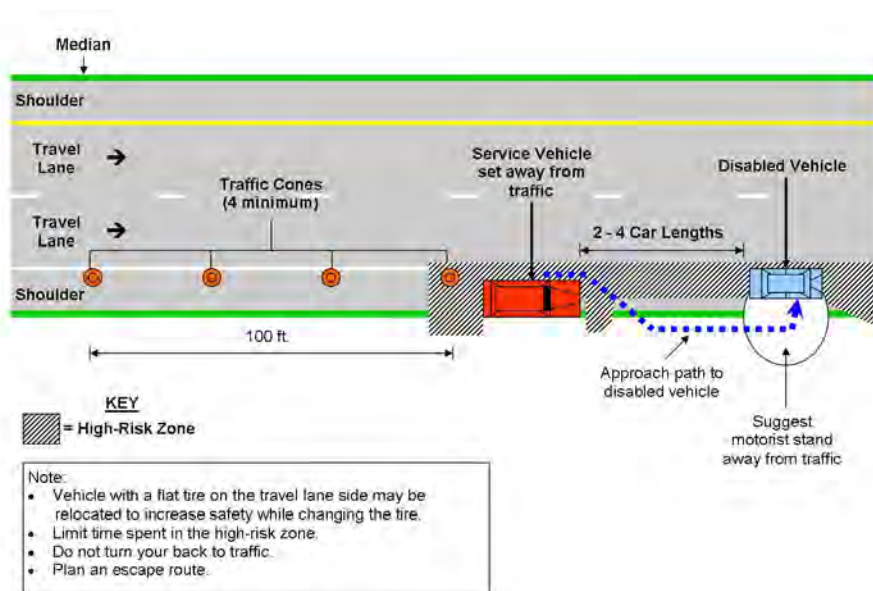 Median
Shoulder
Travel
Lane
Service Vehicle
set away from
traffic
Disabled Vehicle
Traffic Cones
(4 minimum)
Travel
Lane
2 - 4 Car Lengths
Shoulder
100 ft.
Approach path to
disabled vehicle
Suggest
motorist stand
away from traffic
KEY
= High-Risk Zone
Note:
• Vehicle with a flat tire on the travel lane side may be
relocated to increase safety while changing the tire.
• Limit time spent in the high-risk zone.
• Do not turn your back to traffic.
• Plan an escape route.